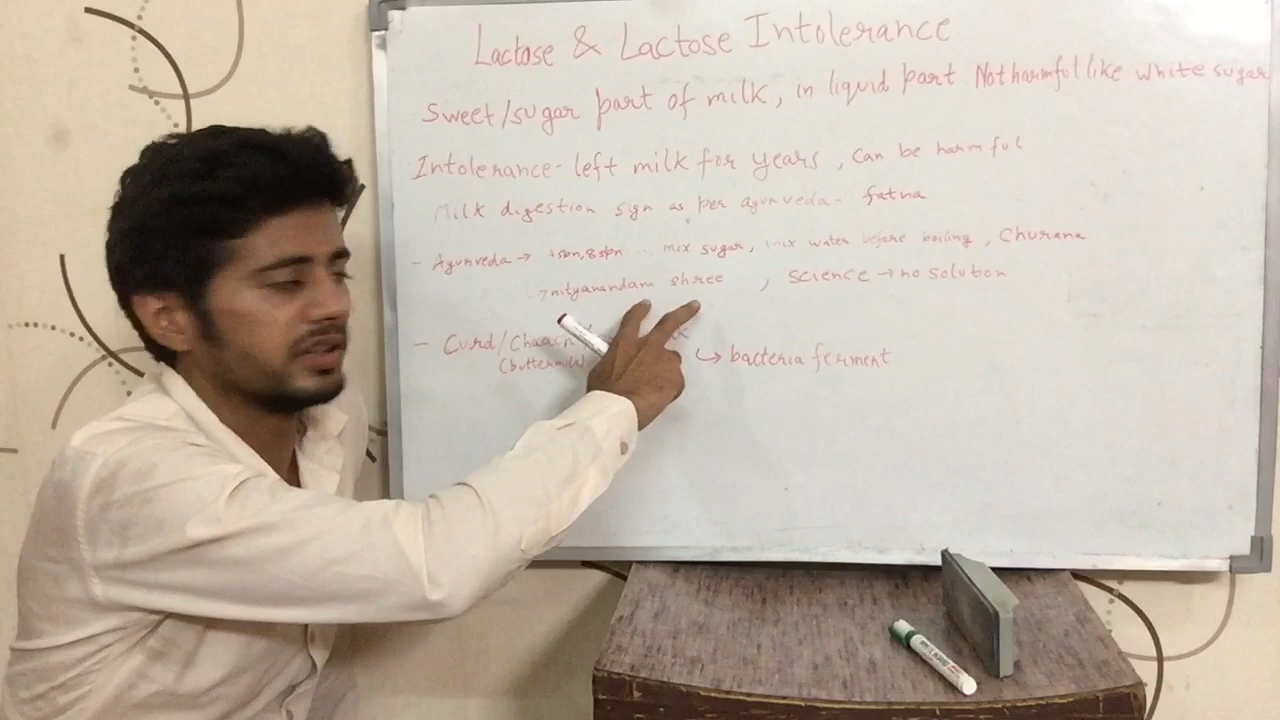 Lactose & Lactose Intolerance
Sweet/sugar part of milk, in liquid part Not harmful like white sugar
Intolerance - left milk for years, can be harmful
Milk digestion sign as per ayurveda - fatna
- Ayurveda → mix sugar, mix water before boiling, Churana
→ nityanandam shree , science → no solution
- Curd/Chaach
(buttermilk) ↳ bacteria ferment